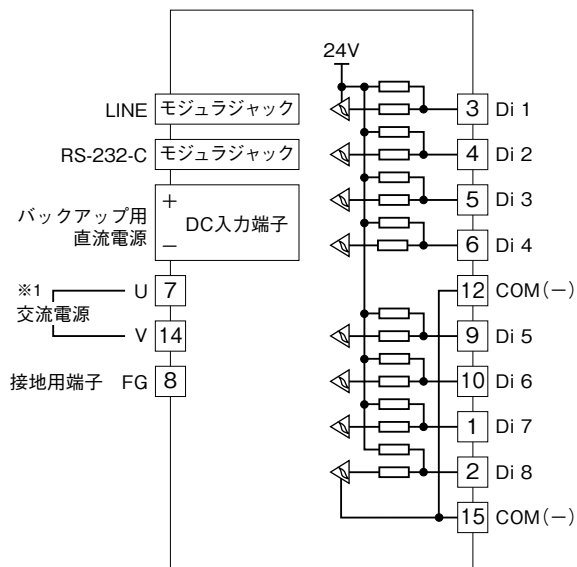 24V
LINE モジュラジャック
RS-232-C モジュラジャック
バックアップ用
直流電源
+
−
DC入力端子
※1
交流電源
U 7
V 14
接地用端子 FG 8
3 Di 1
4 Di 2
5 Di 3
6 Di 4
12 COM(−)
9 Di 5
10 Di 6
1 Di 7
2 Di 8
15 COM(−)